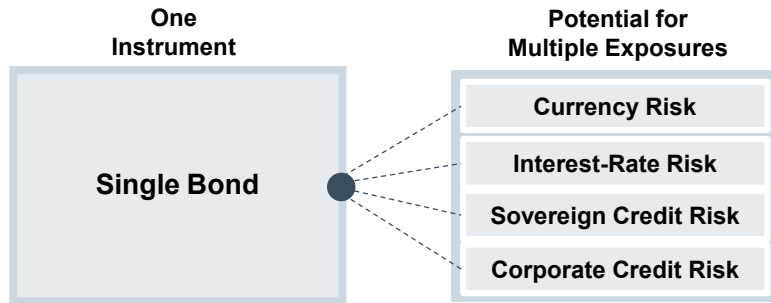 One
Instrument
Potential for
Multiple Exposures
Single Bond
Currency Risk
Interest-Rate Risk
Sovereign Credit Risk
Corporate Credit Risk